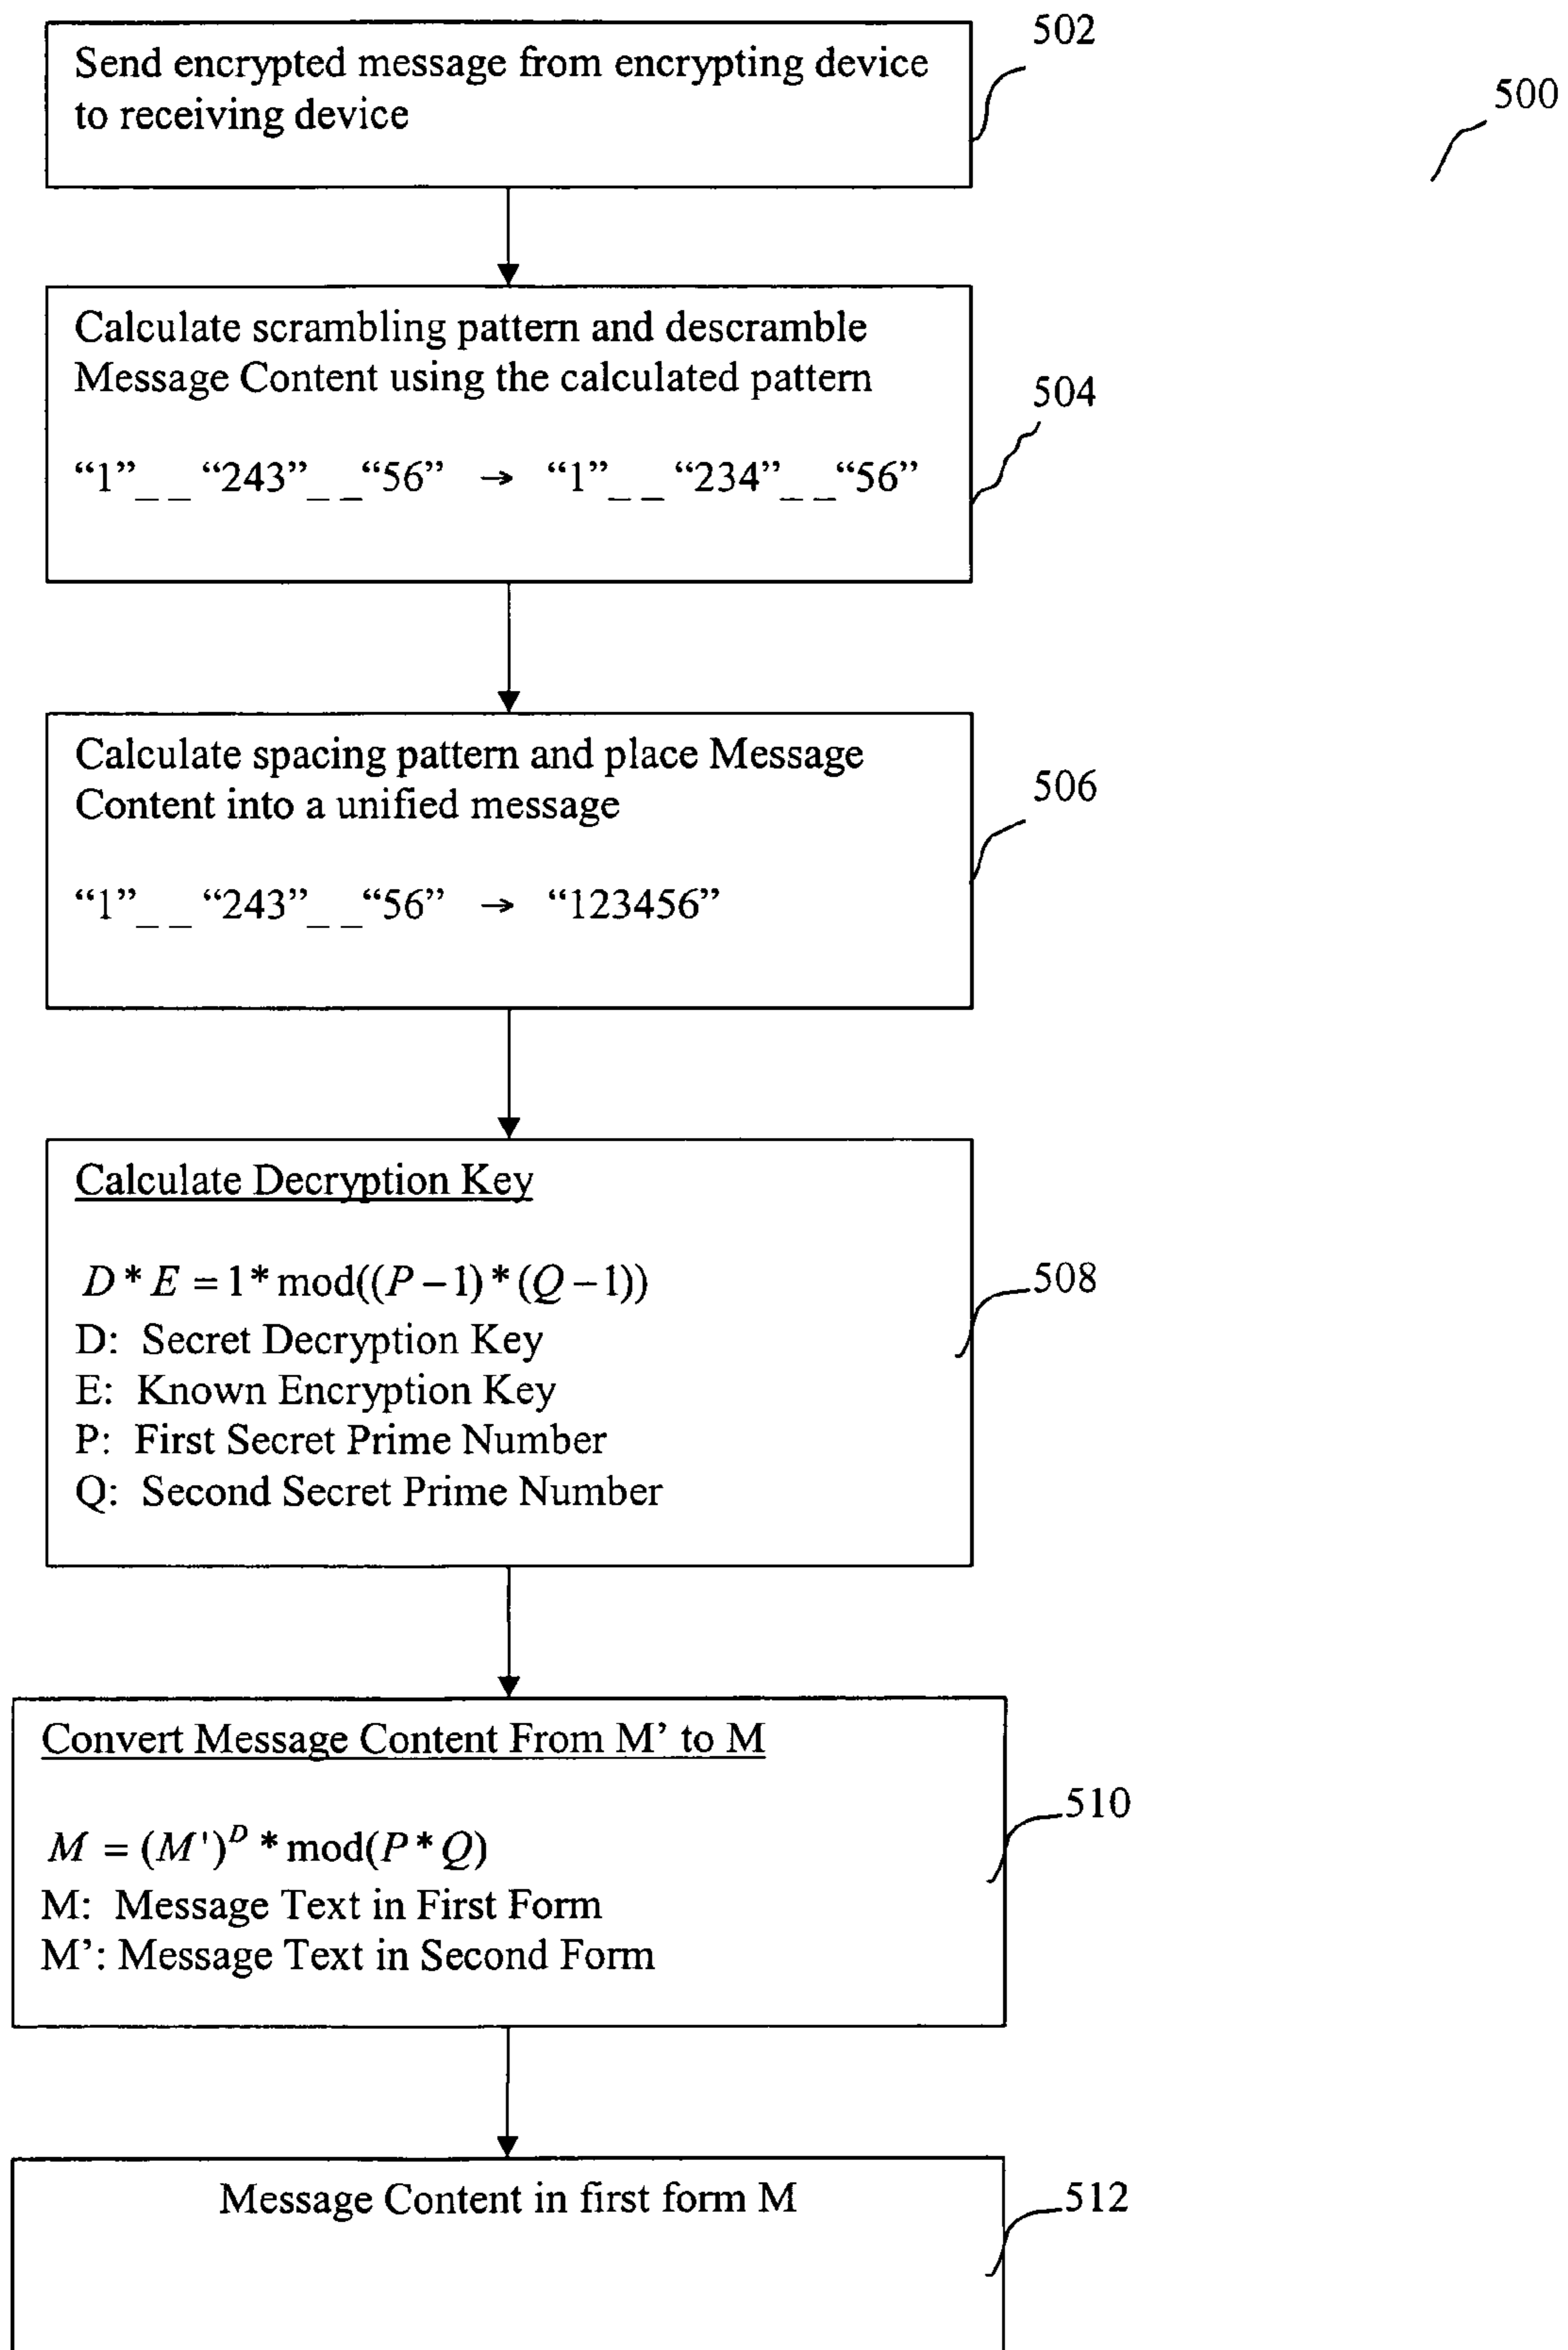 502
Send encrypted message from encrypting device
to receiving device
500
Calculate scrambling pattern and descramble
Message Content using the calculated pattern
504
“1”_ _ “243”_ _“56” → “1”_ _ “234”_ _“56”
Calculate spacing pattern and place Message
Content into a unified message
506
“1”_ _ “243”_ _“56” → “123456”
Calculate Decryption Key
D * E = 1* mod((P – 1) * (Q – 1))
508
D: Secret Decryption Key
E: Known Encryption Key
P: First Secret Prime Number
Q: Second Secret Prime Number
Convert Message Content From M’ to M
510
M = (M')^D * mod(P * Q)
M: Message Text in First Form
M’: Message Text in Second Form
Message Content in first form M
512